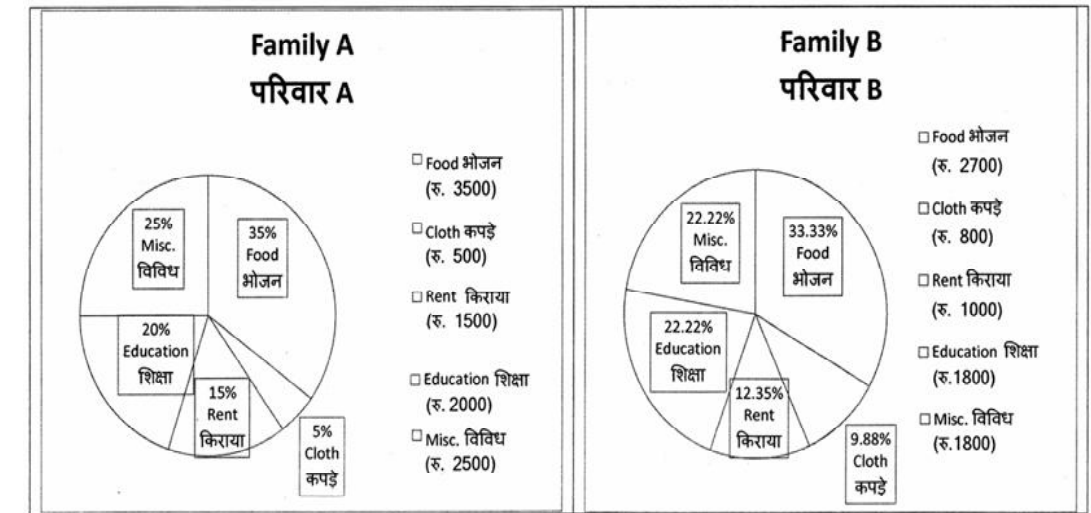 Family A
परिवार A
25%
Misc.
विविध
35%
Food
भोजन
20%
Education
शिक्षा
15%
Rent
किराया
5%
Cloth
कपड़े
Food भोजन
(रु. 3500)
Cloth कपड़े
(रु. 500)
Rent किराया
(रु. 1500)
Education शिक्षा
(रु. 2000)
Misc. विविध
(रु. 2500)
Family B
परिवार B
22.22%
Misc.
विविध
33.33%
Food
भोजन
22.22%
Education
शिक्षा
12.35%
Rent
किराया
9.88%
Cloth
कपड़े
Food भोजन
(रु. 2700)
Cloth कपड़े
(रु. 800)
Rent किराया
(रु. 1000)
Education शिक्षा
(रु.1800)
Misc. विविध
(रु.1800)